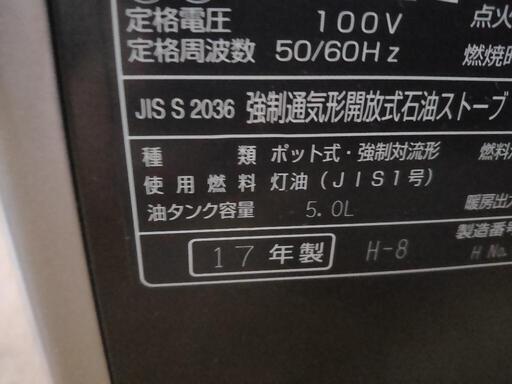 定格電圧 100V 点火
定格周波数 50/60Hz 燃焼
JIS S 2036 強制通気形開放式石油ストーブ
種類 ポット式・強制対流形 燃料
使用燃料 灯油(JIS1号)
油タンク容量 5.0L 暖房出
17年製 H-8 製造番号
H No.